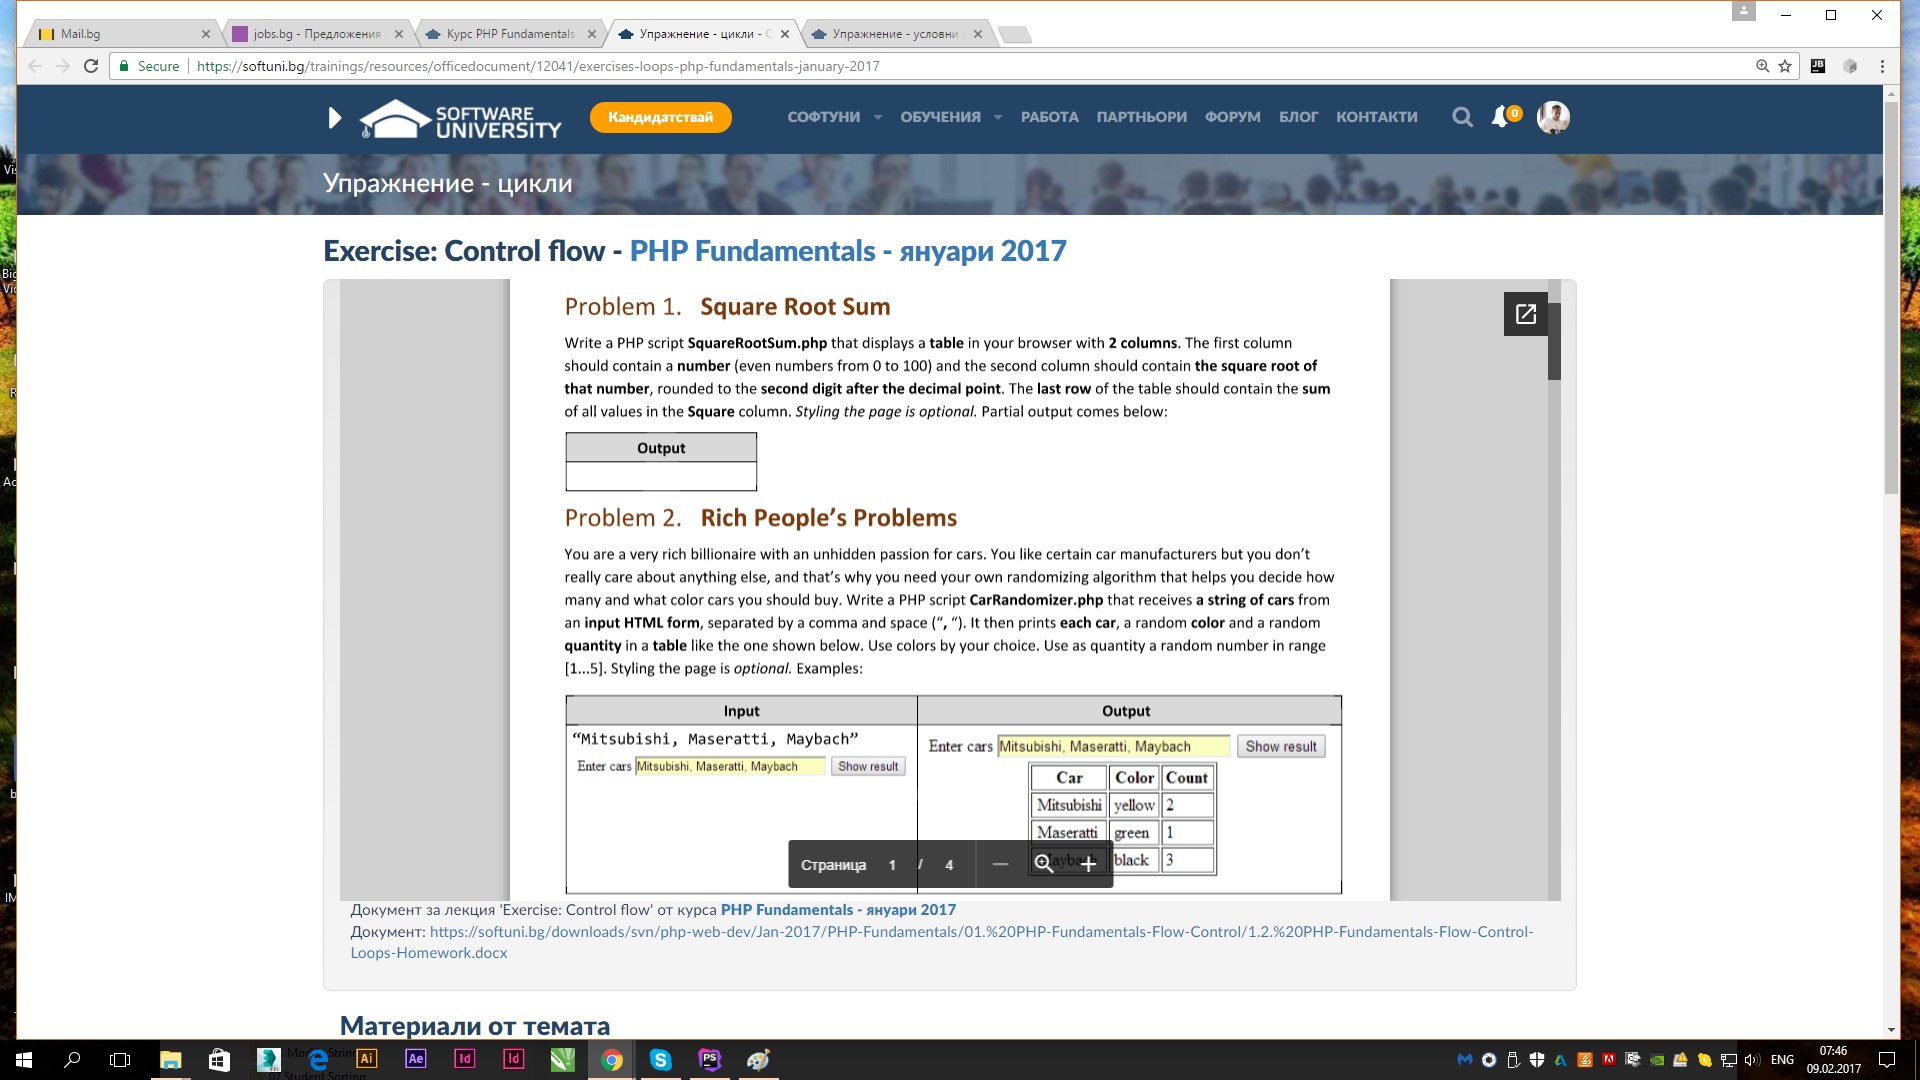 Mail.bg
jobs.bg - Предложения
Курс PHP Fundamentals
Упражнение - цикли - С
Упражнение - условни
Secure
https://softuni.bg/trainings/resources/officedocument/12041/exercises-loops-php-fundamentals-january-2017
JB
SOFTWARE
UNIVERSITY
Кандидатствай
СОФТУНИ
ОБУЧЕНИЯ
РАБОТА
ПАРТНЬОРИ
ФОРУМ
БЛОГ
КОНТАКТИ
0
Упражнение - цикли
Exercise: Control flow - PHP Fundamentals - януари 2017
Problem 1. Square Root Sum
Write a PHP script SquareRootSum.php that displays a table in your browser with 2 columns. The first column
should contain a number (even numbers from 0 to 100) and the second column should contain the square root of
that number, rounded to the second digit after the decimal point. The last row of the table should contain the sum
of all values in the Square column. Styling the page is optional. Partial output comes below:
Output
Problem 2. Rich People’s Problems
You are a very rich billionaire with an unhidden passion for cars. You like certain car manufacturers but you don’t
really care about anything else, and that’s why you need your own randomizing algorithm that helps you decide how
many and what color cars you should buy. Write a PHP script CarRandomizer.php that receives a string of cars from
an input HTML form, separated by a comma and space (“, “). It then prints each car, a random color and a random
quantity in a table like the one shown below. Use colors by your choice. Use as quantity a random number in range
[1...5]. Styling the page is optional. Examples:
Input
Output
“Mitsubishi, Maseratti, Maybach”
Enter cars Mitsubishi, Maseratti, Maybach Show result
Enter cars Mitsubishi, Maseratti, Maybach Show result
Car Color Count
Mitsubishi yellow 2
Maseratti green 1
Maybach black 3
Страница 1 / 4
Документ за лекция 'Exercise: Control flow' от курса PHP Fundamentals - януари 2017
Документ: https://softuni.bg/downloads/svn/php-web-dev/Jan-2017/PHP-Fundamentals/01.%20PHP-Fundamentals-Flow-Control/1.2.%20PHP-Fundamentals-Flow-Control-
Loops-Homework.docx
Материали от темата
Ai
Ae
Id
Id
PS
ENG
07:46
09.02.2017